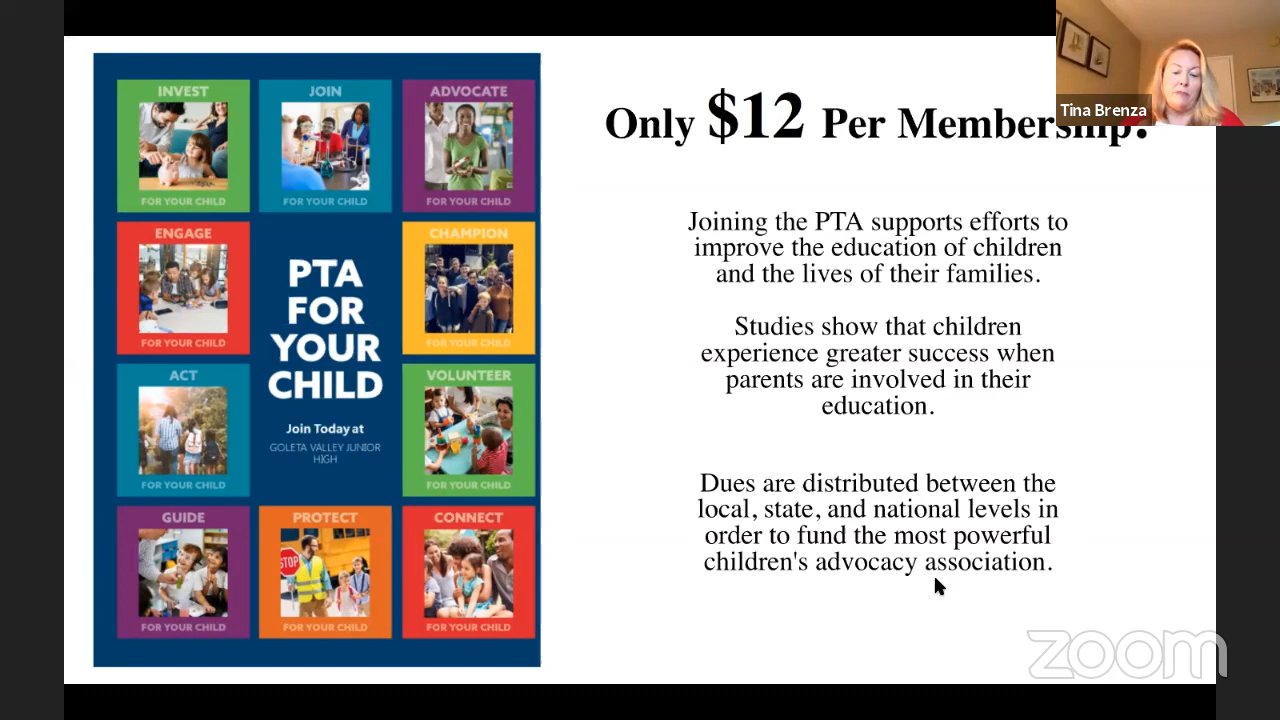 INVEST
FOR YOUR CHILD
JOIN
FOR YOUR CHILD
ADVOCATE
FOR YOUR CHILD
ENGAGE
FOR YOUR CHILD
PTA
FOR
YOUR
CHILD
Join Today at
GOLETA VALLEY JUNIOR
HIGH
CHAMPION
FOR YOUR CHILD
ACT
FOR YOUR CHILD
VOLUNTEER
FOR YOUR CHILD
GUIDE
FOR YOUR CHILD
PROTECT
STOP
FOR YOUR CHILD
CONNECT
FOR YOUR CHILD
Only $12 Per Membership!
Tina Brenza
Joining the PTA supports efforts to
improve the education of children
and the lives of their families.
Studies show that children
experience greater success when
parents are involved in their
education.
Dues are distributed between the
local, state, and national levels in
order to fund the most powerful
children's advocacy association.
zoom